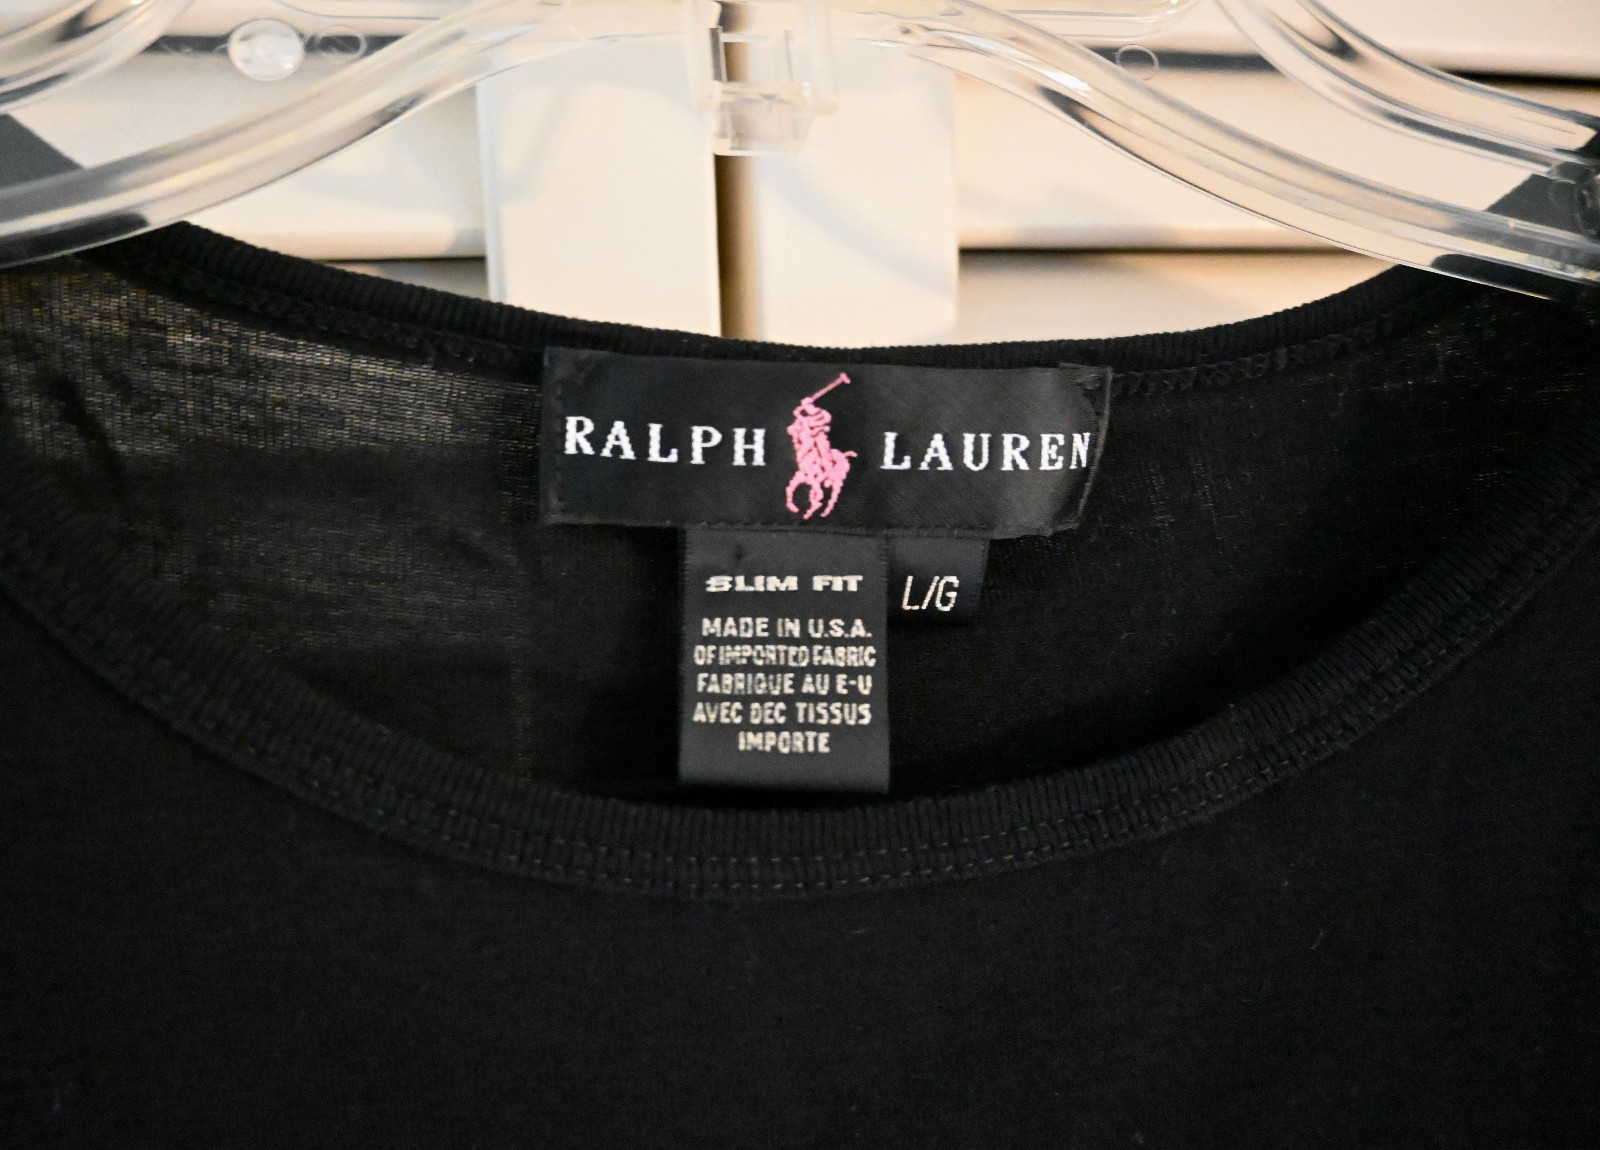 RALPH LAUREN
SLIM FIT
L/G
MADE IN U.S.A.
OF IMPORTED FABRIC
FABRIQUE AU E-U
AVEC DEC TISSUS
IMPORTE